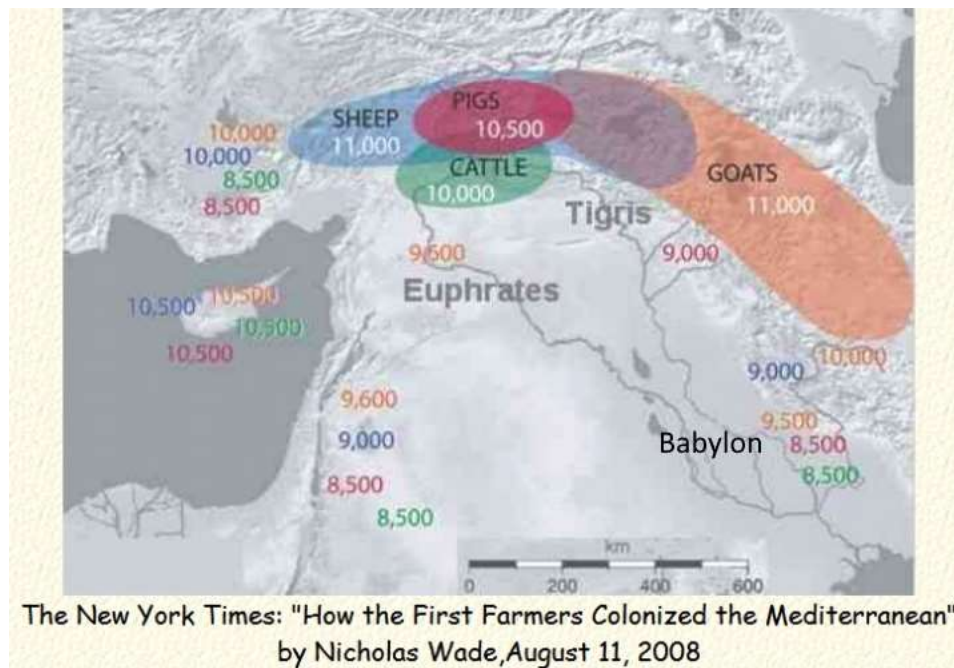 PIGS
SHEEP
10,500
11,000
10,000
10,000
8,500
8,500
CATTLE
10,000
GOATS
11,000
Tigris
9,500
9,000
Euphrates
10,500
10,500
10,500
10,000
9,000
9,600
9,000
9,500
8,500
8,500
Babylon
8,500
8,500
km
0 200 400 600
The New York Times: "How the First Farmers Colonized the Mediterranean"
by Nicholas Wade,August 11, 2008